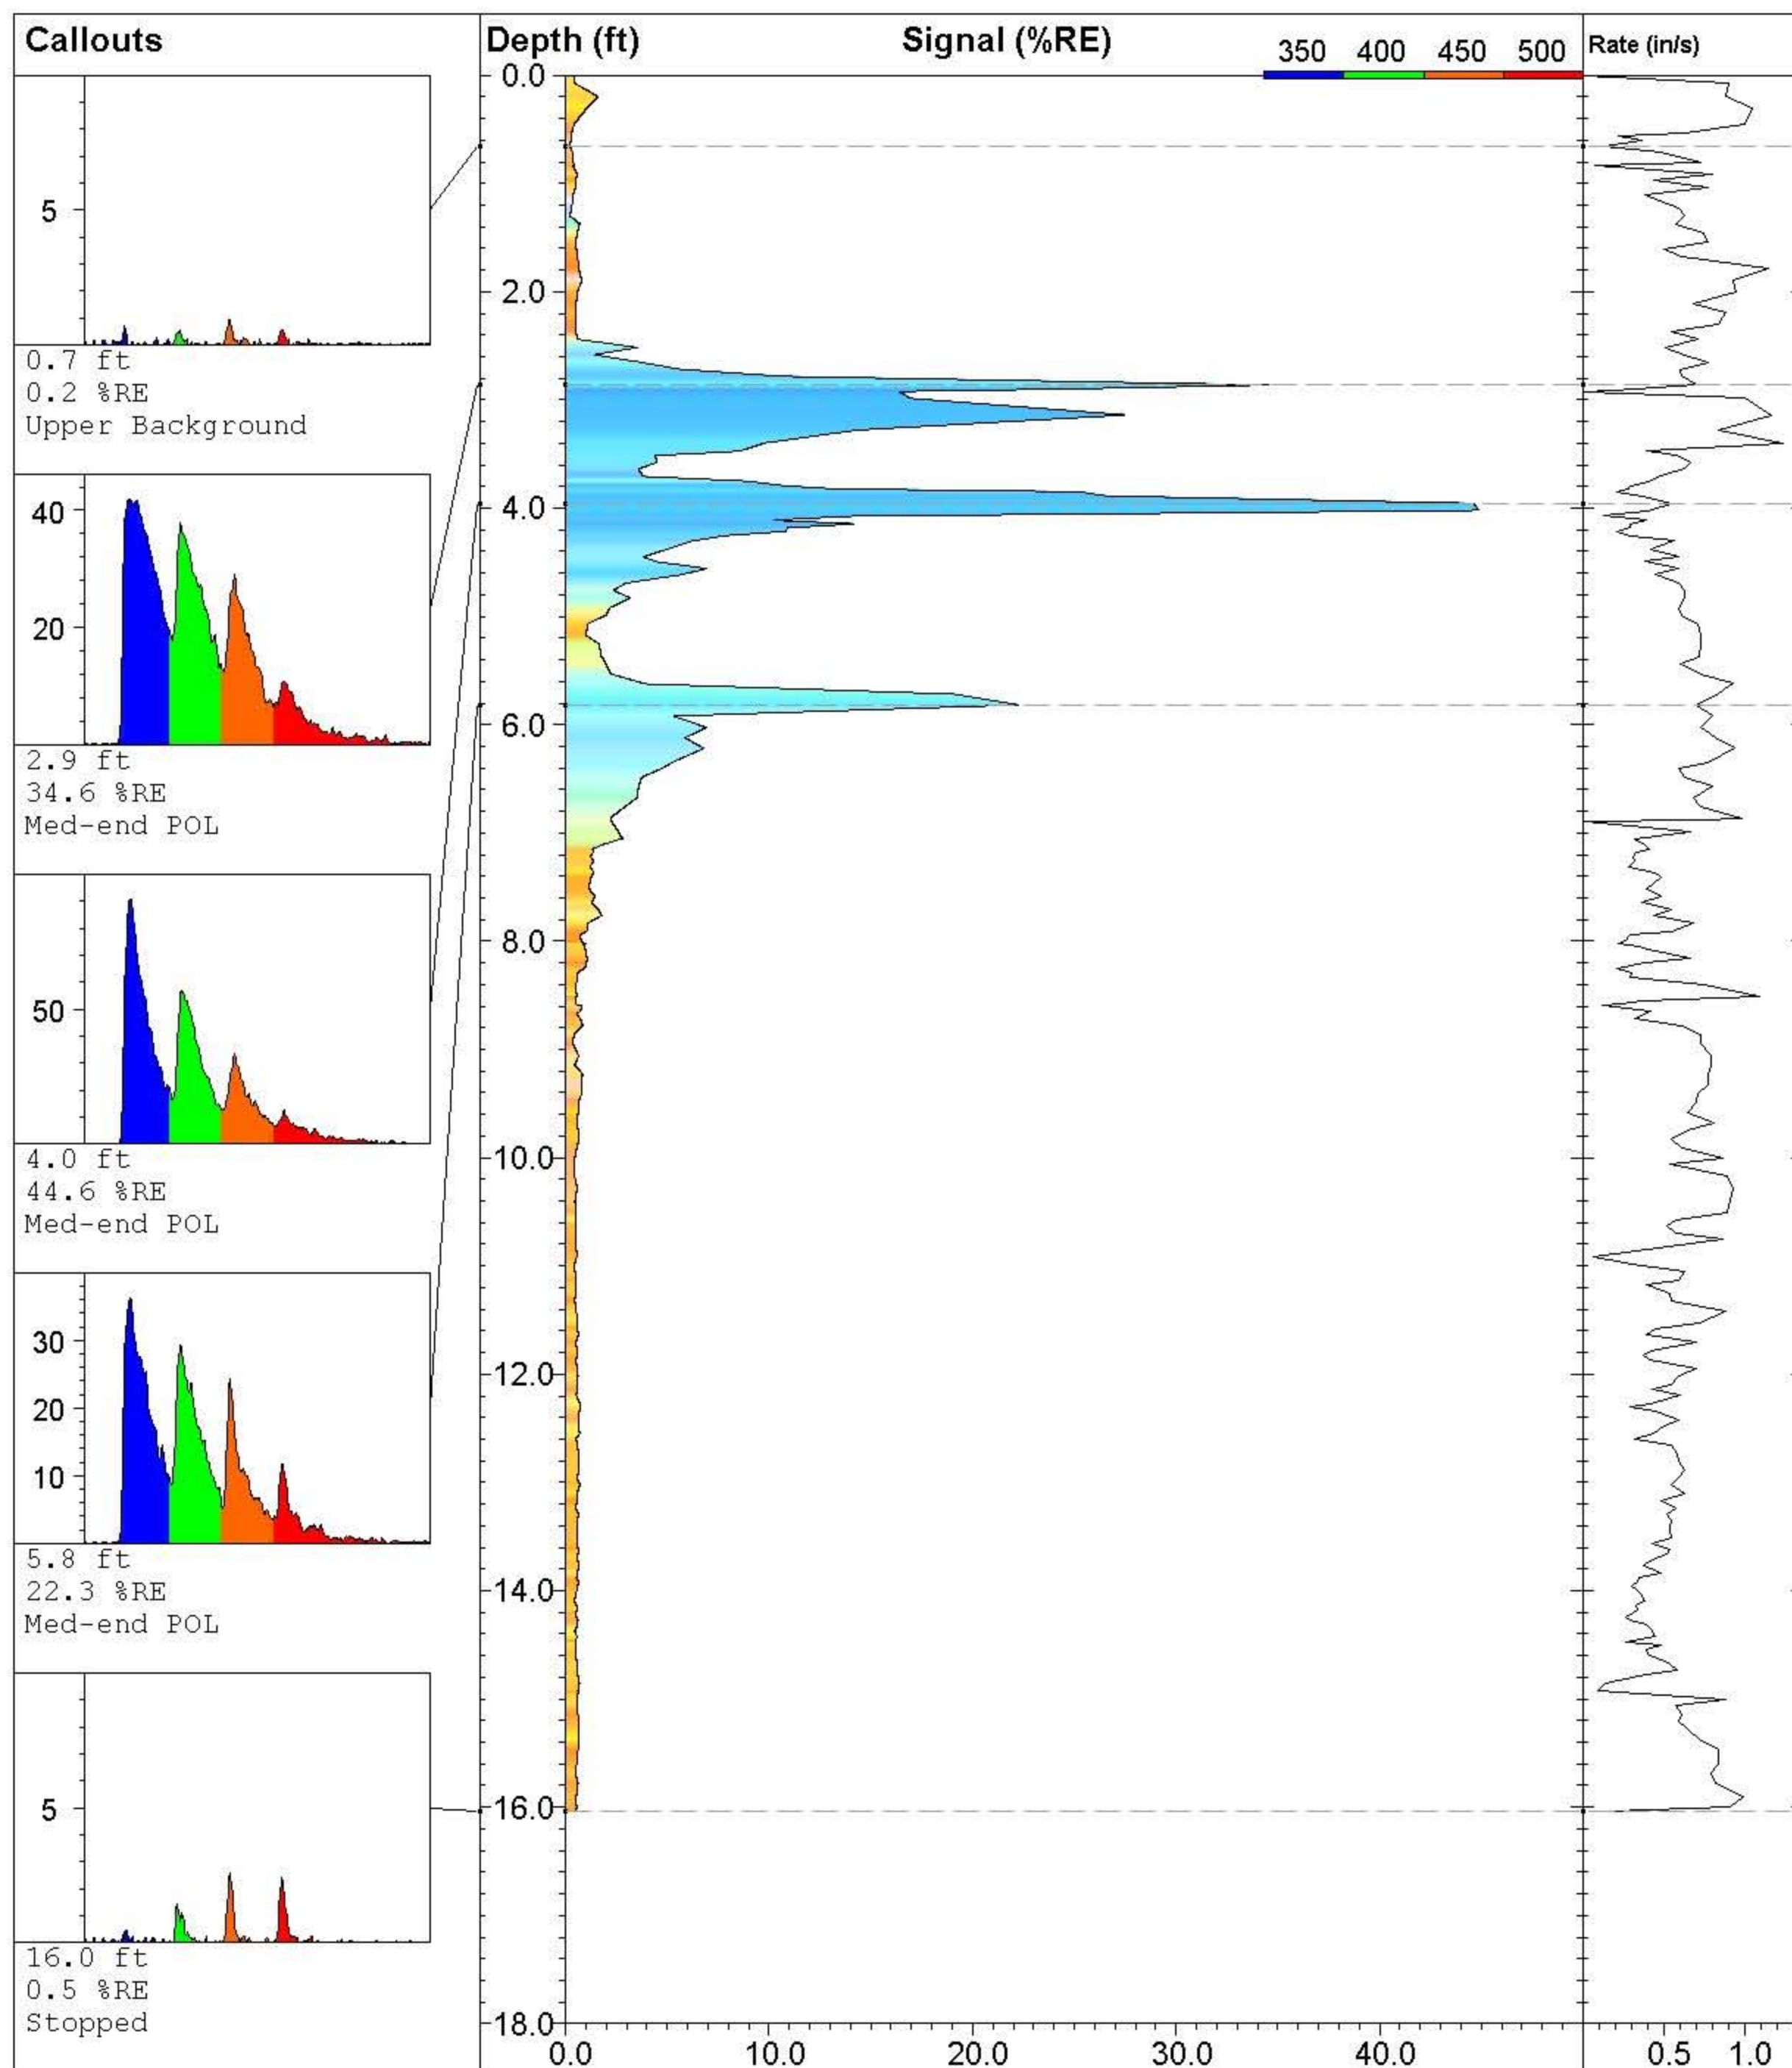 Callouts
Depth (ft)
Signal (%RE)
350 400 450 500
Rate (in/s)
5
0.7 ft
0.2 %RE
Upper Background
40
20
2.9 ft
34.6 %RE
Med-end POL
50
4.0 ft
44.6 %RE
Med-end POL
30
20
10
5.8 ft
22.3 %RE
Med-end POL
5
16.0 ft
0.5 %RE
Stopped
0.0
2.0
4.0
6.0
8.0
10.0
12.0
14.0
16.0
18.0
0.0 10.0 20.0 30.0 40.0
0.5 1.0